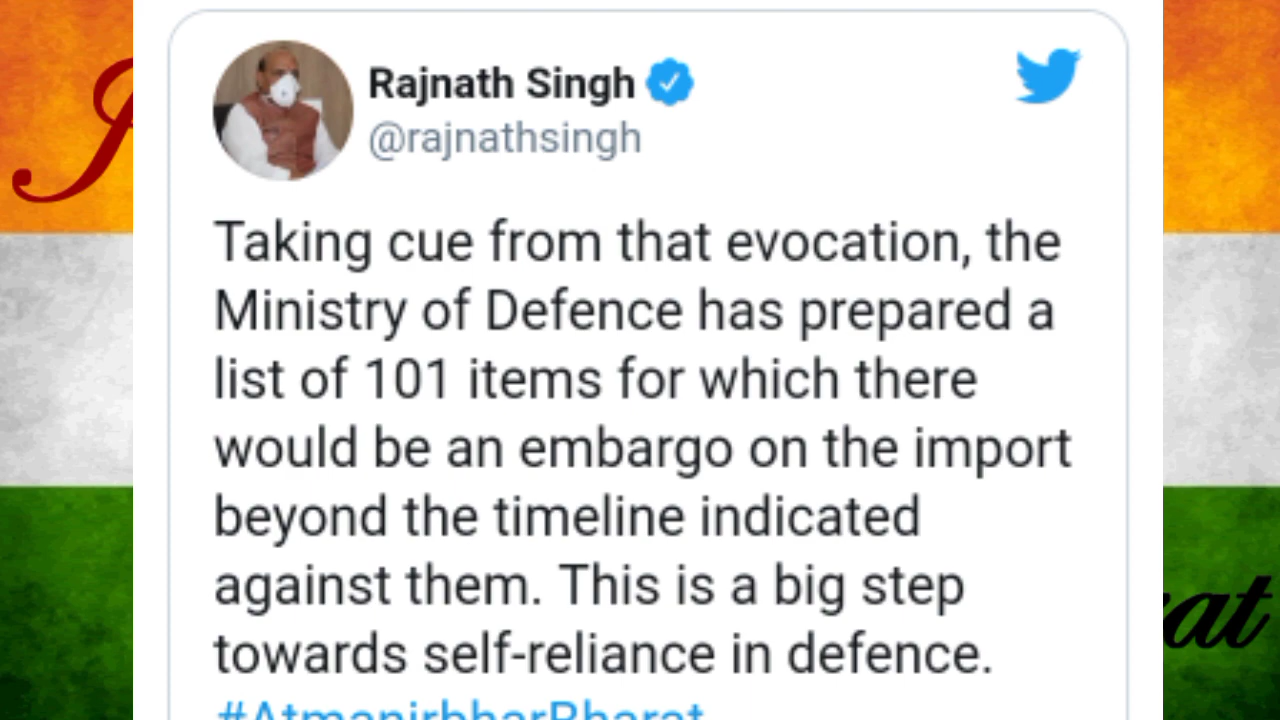 Rajnath Singh
@rajnathsingh
Taking cue from that evocation, the
Ministry of Defence has prepared a
list of 101 items for which there
would be an embargo on the import
beyond the timeline indicated
against them. This is a big step
towards self-reliance in defence.
#AtmanirbharBharat
at